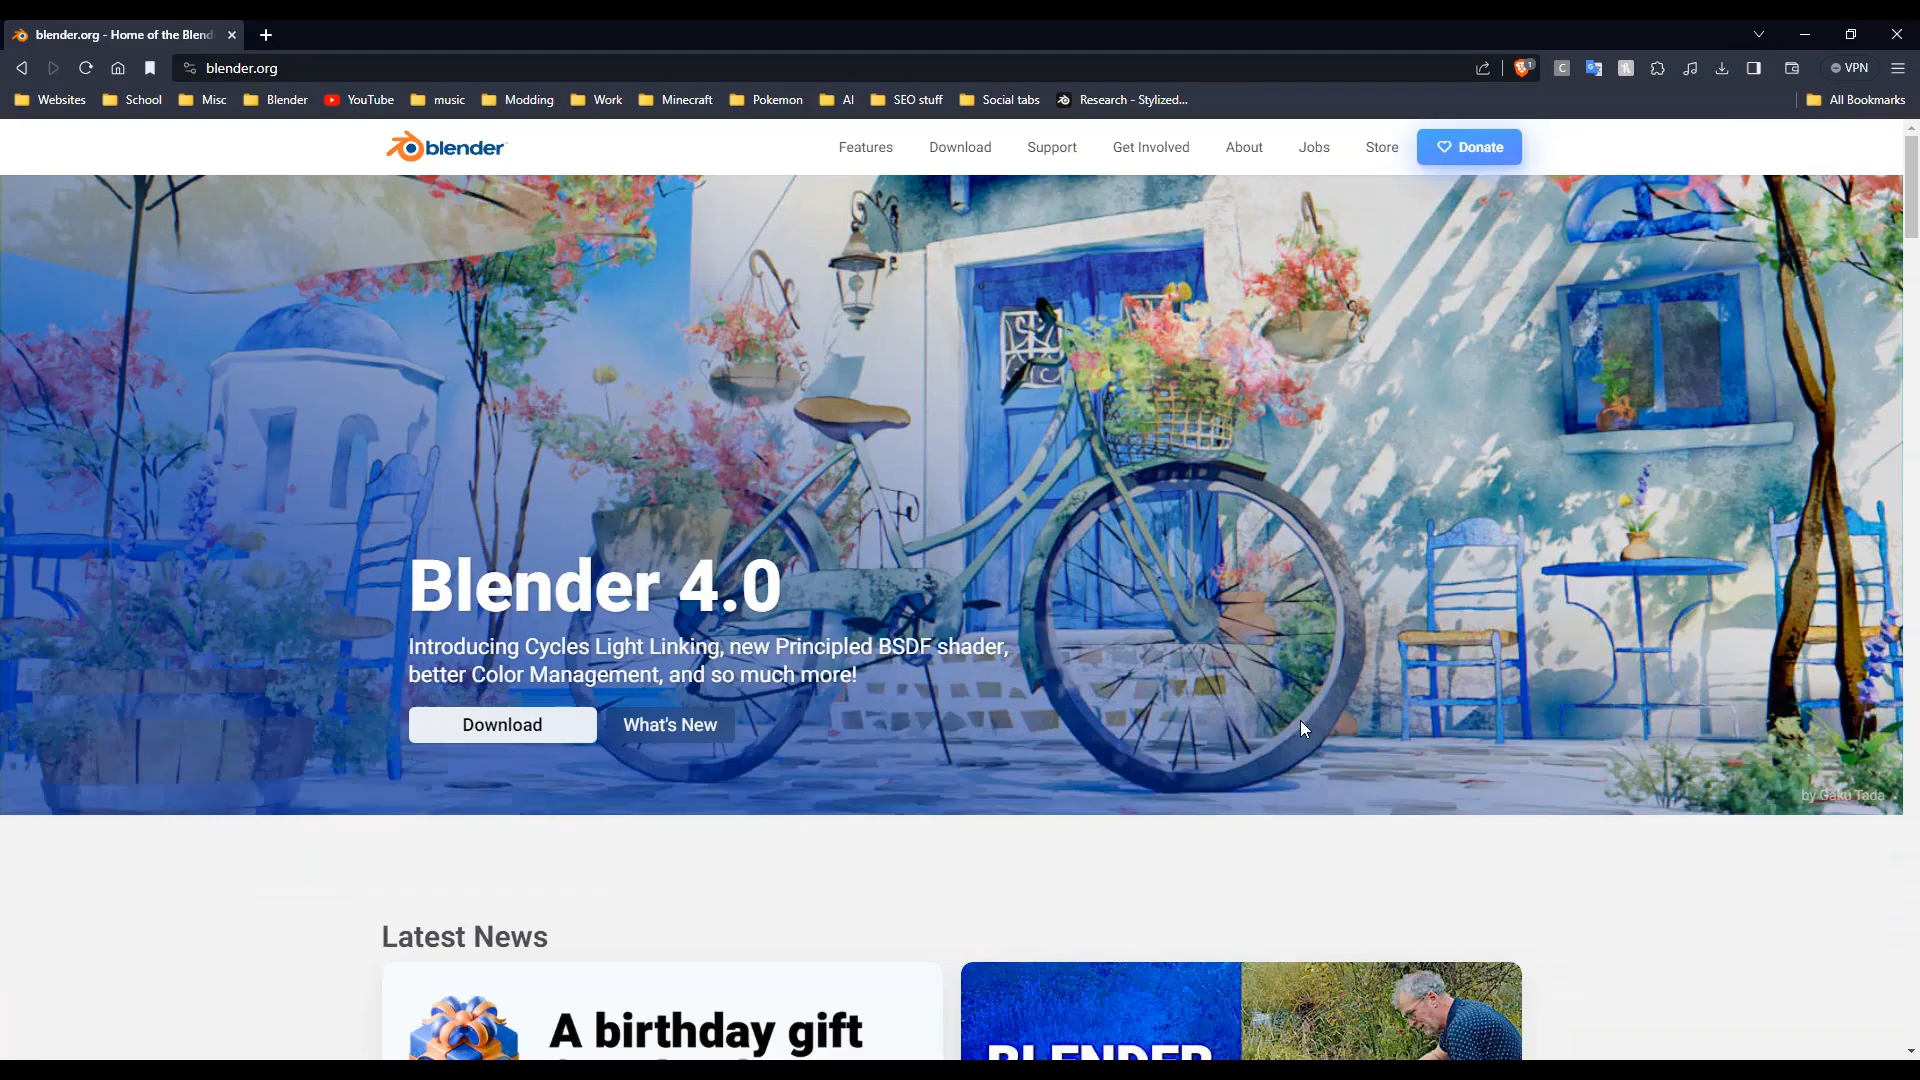 blender.org - Home of the Blend
blender.org
1
C
VPN
Websites
School
Misc
Blender
YouTube
music
Modding
Work
Minecraft
Pokemon
AI
SEO stuff
Social tabs
Research - Stylized...
All Bookmarks
blender
Features
Download
Support
Get Involved
About
Jobs
Store
Donate
Blender 4.0
Introducing Cycles Light Linking, new Principled BSDF shader,
better Color Management, and so much more!
Download
What's New
by Gaku Tada
Latest News
A birthday gift
BLENDER